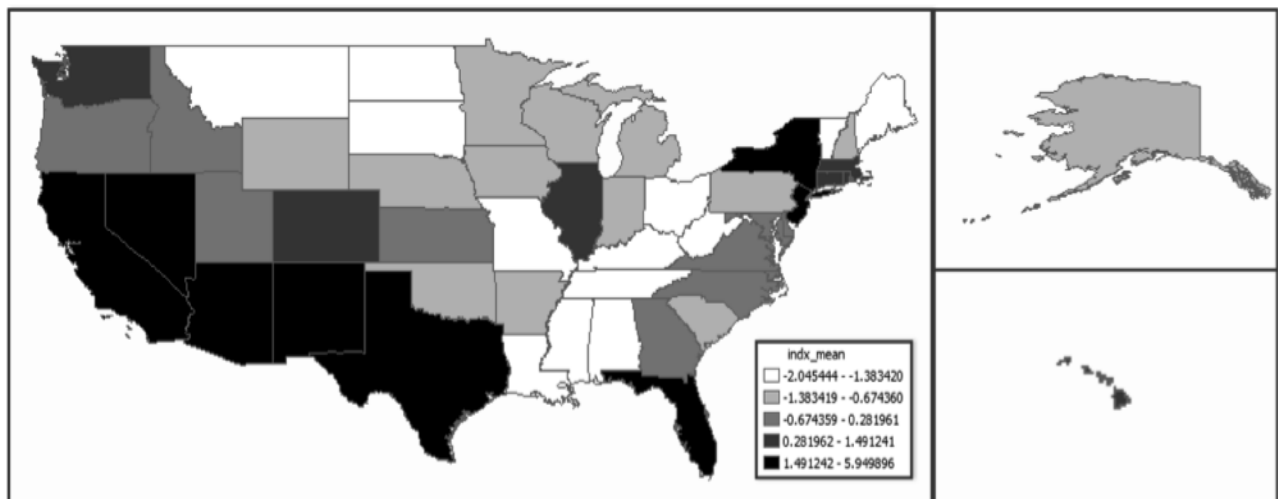 indx_mean
-2.045444 - -1.383420
-1.383419 - -0.674360
-0.674359 - 0.281961
0.281962 - 1.491241
1.491242 - 5.949896